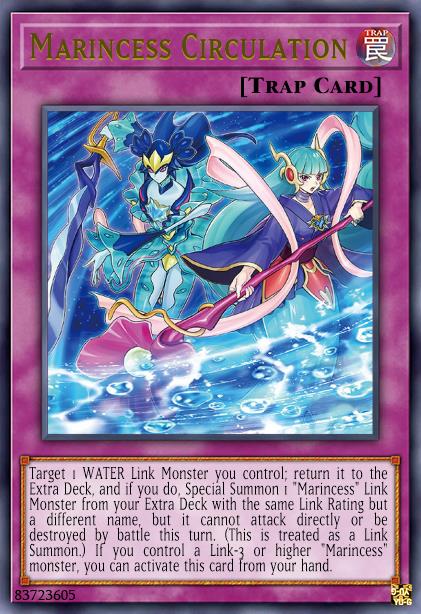 MARINCESS CIRCULATION
TRAP
罠
[TRAP CARD]
Target 1 WATER Link Monster you control; return it to the
Extra Deck, and if you do, Special Summon 1 "Marincess" Link
Monster from your Extra Deck with the same Link Rating but
a different name, but it cannot attack directly or be
destroyed by battle this turn. (This is treated as a Link
Summon.) If you control a Link-3 or higher "Marincess"
monster, you can activate this card from your hand.
83723605